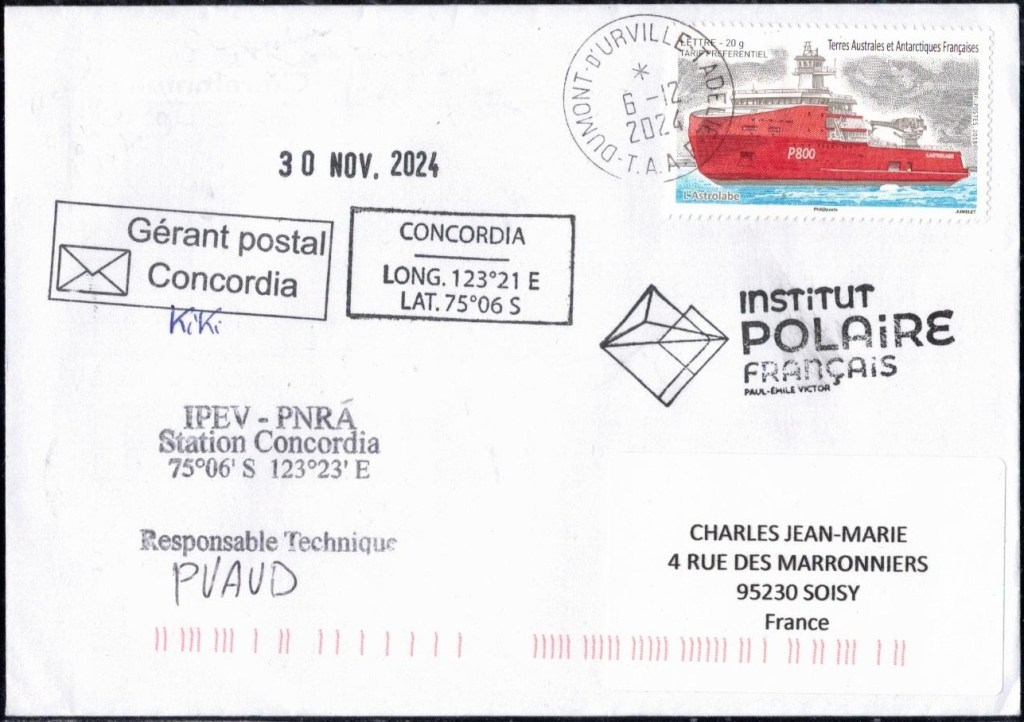 LETTRE - 20 g
TARIF PRÉFÉRENTIEL
Terres Australes et Antarctiques Françaises
P800
L'ASTROLABE
L'Astrolabe
JUMELET
DUMONT-D'URVILLE T.ADELIE
*
6 -12
2024
T.A.A.F
30 NOV. 2024
Gérant postal
Concordia
KiKi
CONCORDIA
LONG. 123°21 E
LAT. 75°06 S
INSTITUT
POLAIRE
FRANÇAIS
PAUL-ÉMILE VICTOR
IPEV - PNRA
Station Concordia
75°06' S 123°23' E
Responsable Technique
PVAUD
CHARLES JEAN-MARIE
4 RUE DES MARRONNIERS
95230 SOISY
France